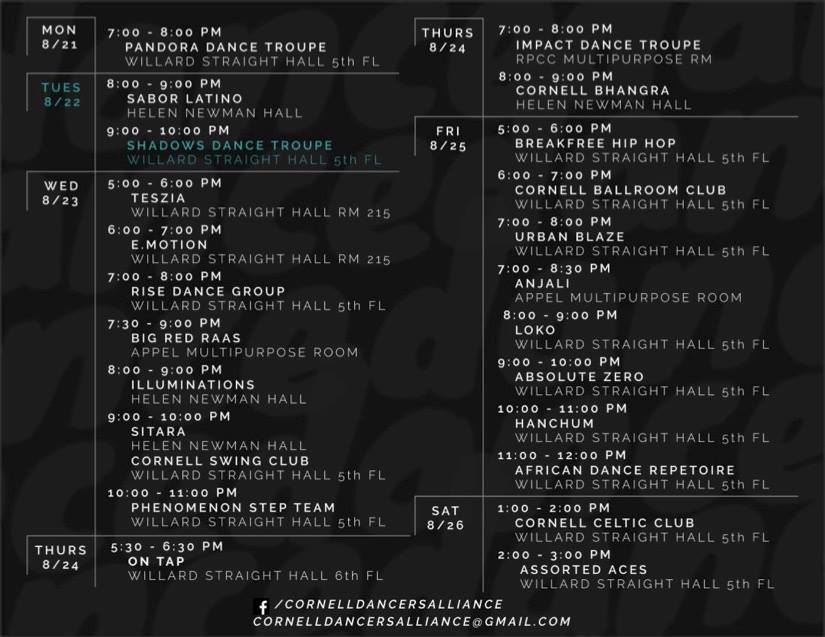 MON
8/21
7:00 - 8:00 PM
PANDORA DANCE TROUPE
WILLARD STRAIGHT HALL 5th FL
TUES
8/22
8:00 - 9:00 PM
SABOR LATINO
HELEN NEWMAN HALL
9:00 - 10:00 PM
SHADOWS DANCE TROUPE
WILLARD STRAIGHT HALL 5th FL
WED
8/23
5:00 - 6:00 PM
TESZIA
WILLARD STRAIGHT HALL RM 215
6:00 - 7:00 PM
E.MOTION
WILLARD STRAIGHT HALL RM 215
7:00 - 8:00 PM
RISE DANCE GROUP
WILLARD STRAIGHT HALL 5th FL
7:30 - 9:00 PM
BIG RED RAAS
APPEL MULTIPURPOSE ROOM
8:00 - 9:00 PM
ILLUMINATIONS
HELEN NEWMAN HALL
9:00 - 10:00 PM
SITARA
HELEN NEWMAN HALL
CORNELL SWING CLUB
WILLARD STRAIGHT HALL 5th FL
10:00 - 11:00 PM
PHENOMENON STEP TEAM
WILLARD STRAIGHT HALL 5th FL
THURS
8/24
5:30 - 6:30 PM
ON TAP
WILLARD STRAIGHT HALL 6th FL
THURS
8/24
7:00 - 8:00 PM
IMPACT DANCE TROUPE
RPCC MULTIPURPOSE RM
8:00 - 9:00 PM
CORNELL BHANGRA
HELEN NEWMAN HALL
FRI
8/25
5:00 - 6:00 PM
BREAKFREE HIP HOP
WILLARD STRAIGHT HALL 5th FL
6:00 - 7:00 PM
CORNELL BALLROOM CLUB
WILLARD STRAIGHT HALL 5th FL
7:00 - 8:00 PM
URBAN BLAZE
WILLARD STRAIGHT HALL 5th FL
7:00 - 8:30 PM
ANJALI
APPEL MULTIPURPOSE ROOM
8:00 - 9:00 PM
LOKO
WILLARD STRAIGHT HALL 5th FL
9:00 - 10:00 PM
ABSOLUTE ZERO
WILLARD STRAIGHT HALL 5th FL
10:00 - 11:00 PM
HANCHUM
WILLARD STRAIGHT HALL 5th FL
11:00 - 12:00 PM
AFRICAN DANCE REPETOIRE
WILLARD STRAIGHT HALL 5th FL
SAT
8/26
1:00 - 2:00 PM
CORNELL CELTIC CLUB
WILLARD STRAIGHT HALL 5th FL
2:00 - 3:00 PM
ASSORTED ACES
WILLARD STRAIGHT HALL 5th FL
f /CORNELLDANCERSALLIANCE
CORNELLDANCERSALLIANCE@GMAIL.COM